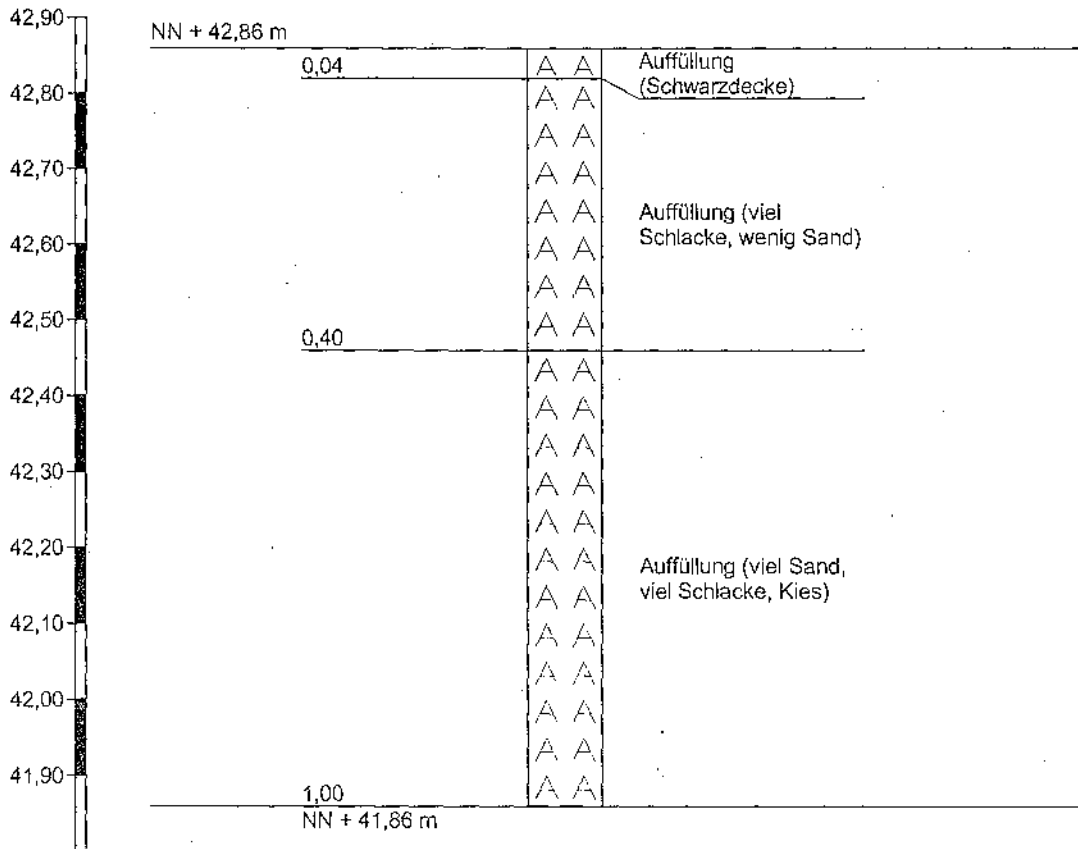 42,90
NN + 42,86 m
0,04
A A
Auffüllung
(Schwarzdecke)
42,80
A A
A A
42,70
A A
A A
Auffüllung (viel
Schlacke, wenig Sand)
42,60
A A
A A
42,50
A A
0,40
A A
42,40
A A
A A
42,30
A A
A A
42,20
A A
Auffüllung (viel Sand,
viel Schlacke, Kies)
A A
42,10
A A
A A
42,00
A A
A A
41,90
A A
1,00
NN + 41,86 m